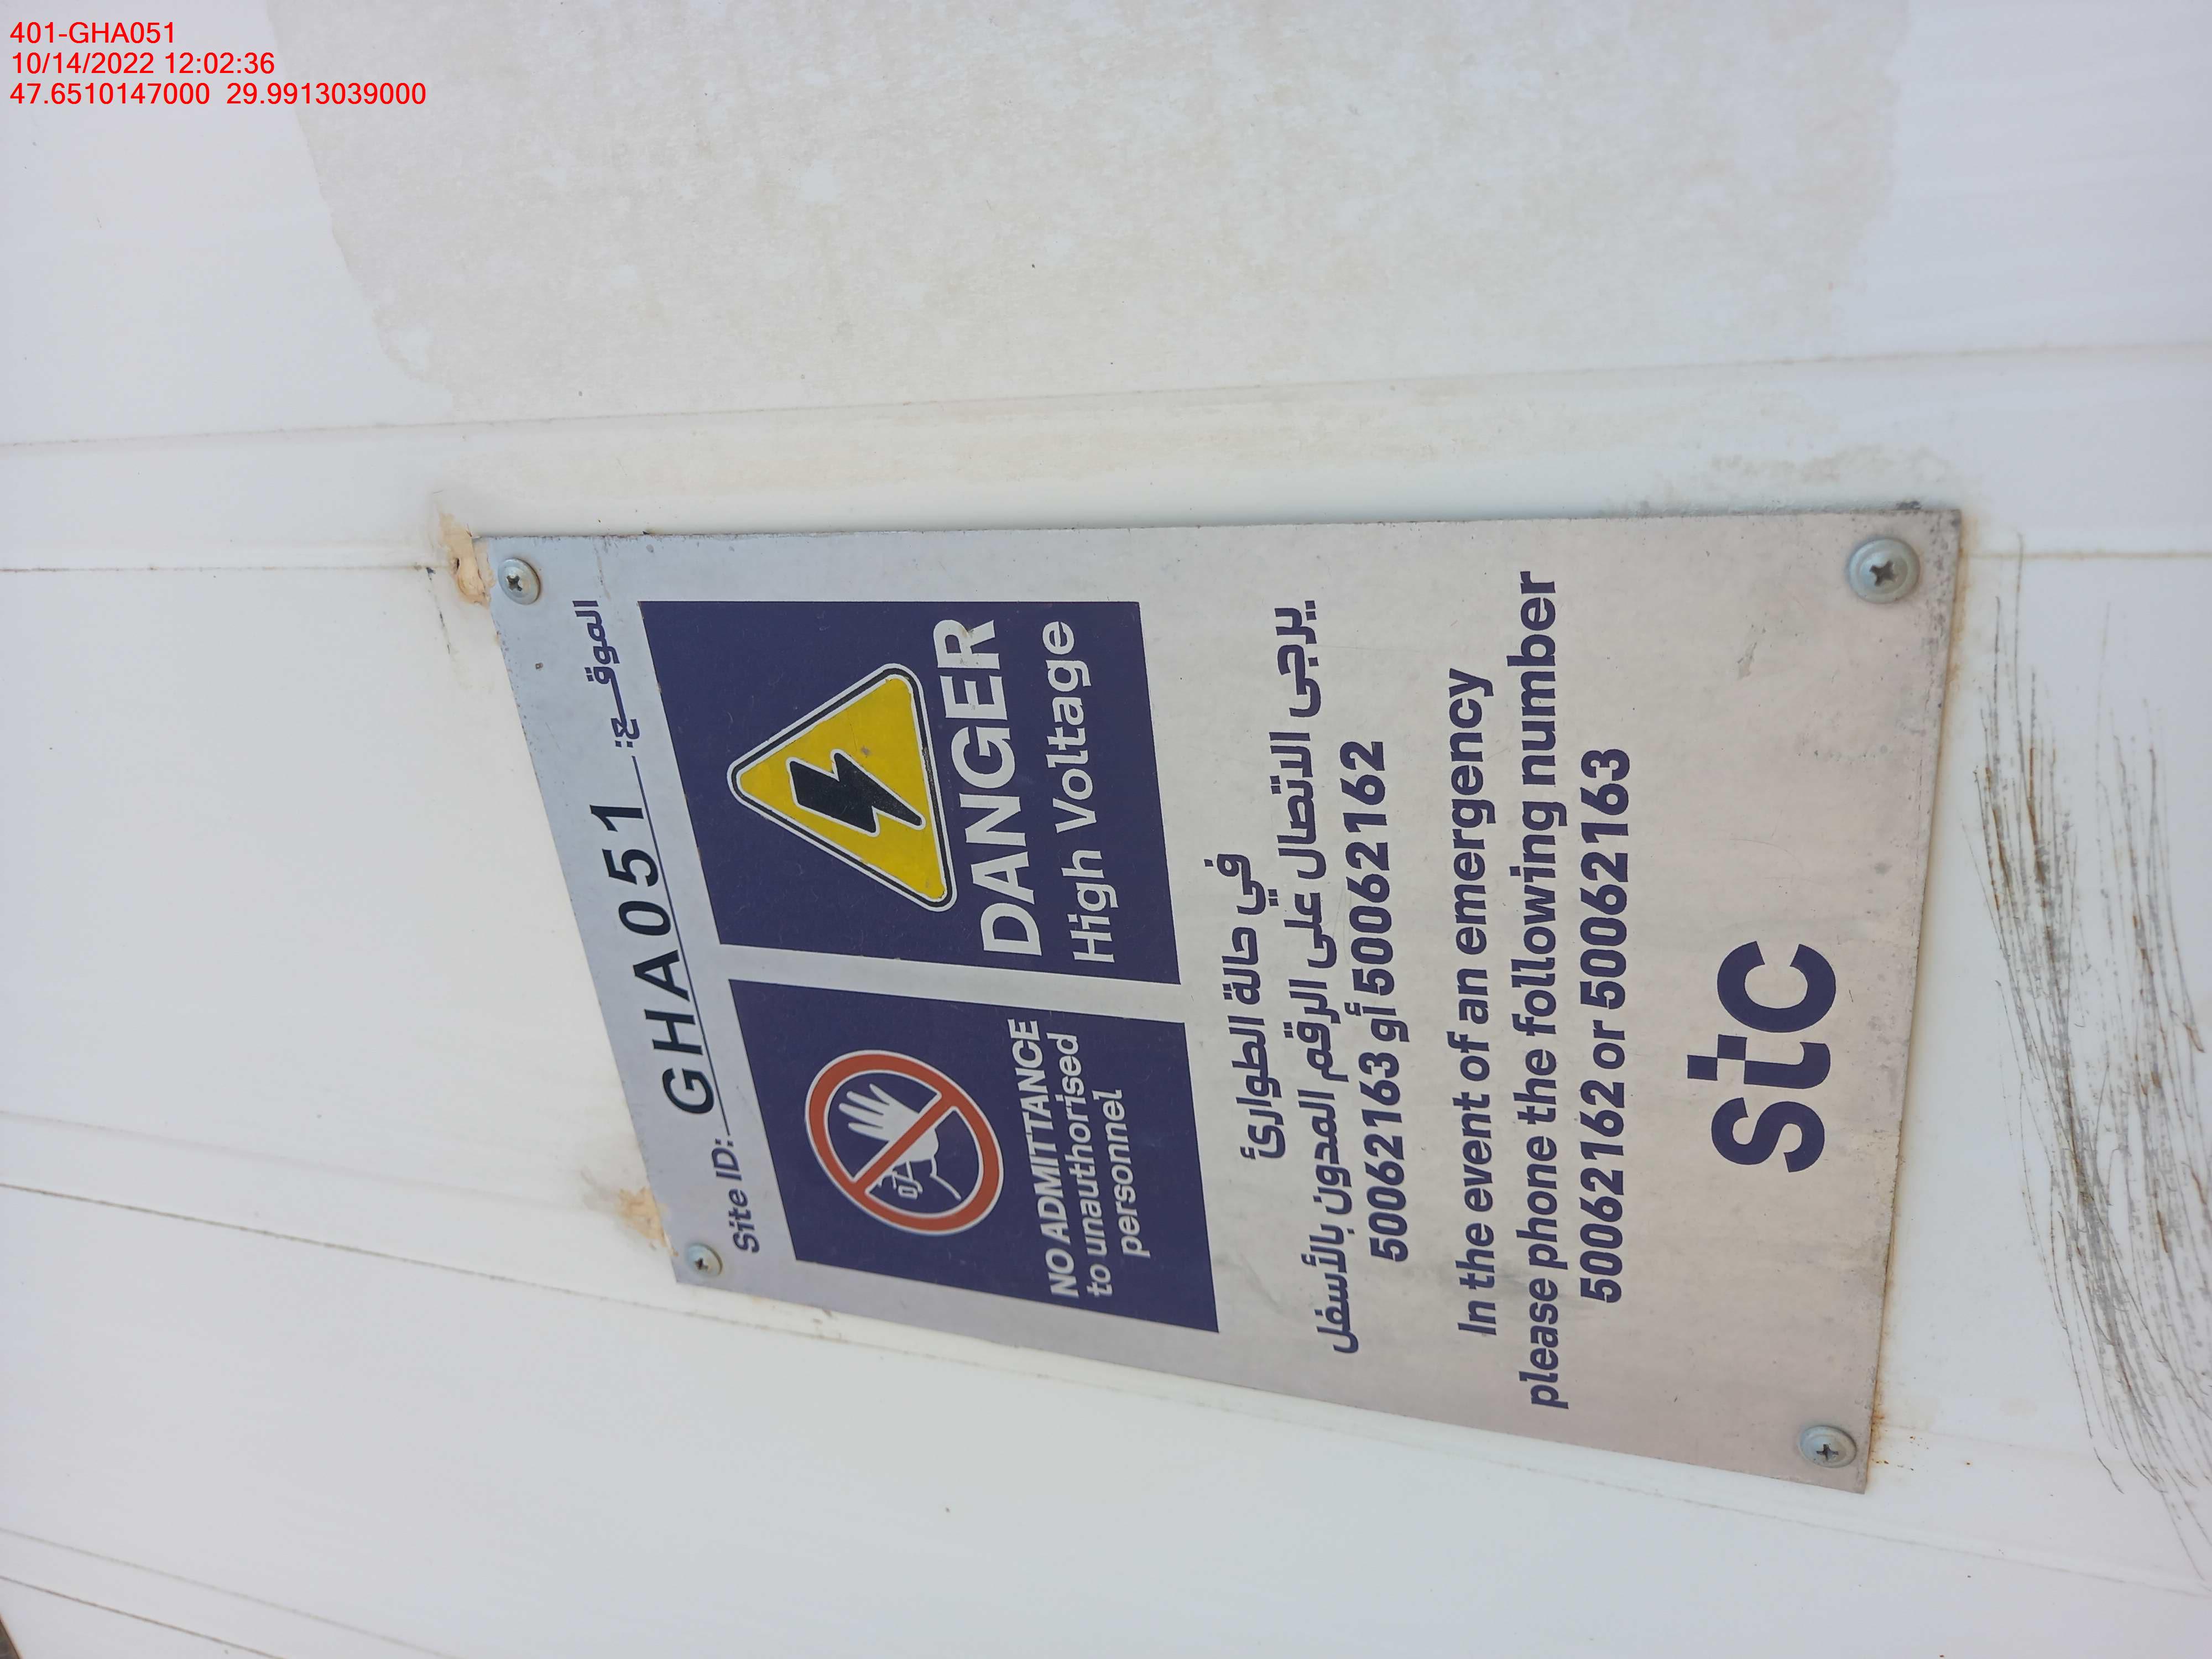 401-GHA051
10/14/2022 12:02:36
47.6510147000 29.9913039000
Site ID: GHA051 الموقـــع:
NO ADMITTANCE
to unauthorised
personnel
DANGER
High Voltage
في حالة الطوارئ
يرجى الاتصال على الرقم المدون بالأسفل
50062163 أو 50062162
In the event of an emergency
please phone the following number
50062162 or 50062163
stc